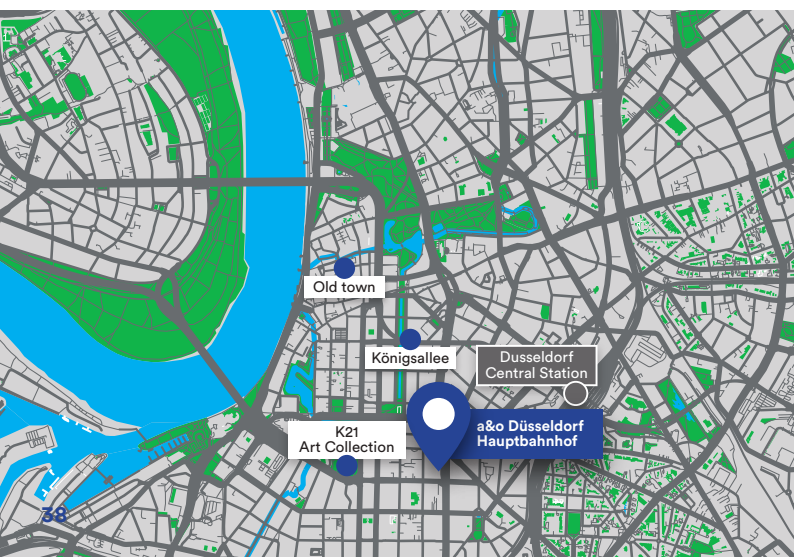 Old town
Königsallee
Dusseldorf
Central Station
a&o Düsseldorf
Hauptbahnhof
K21
Art Collection
38